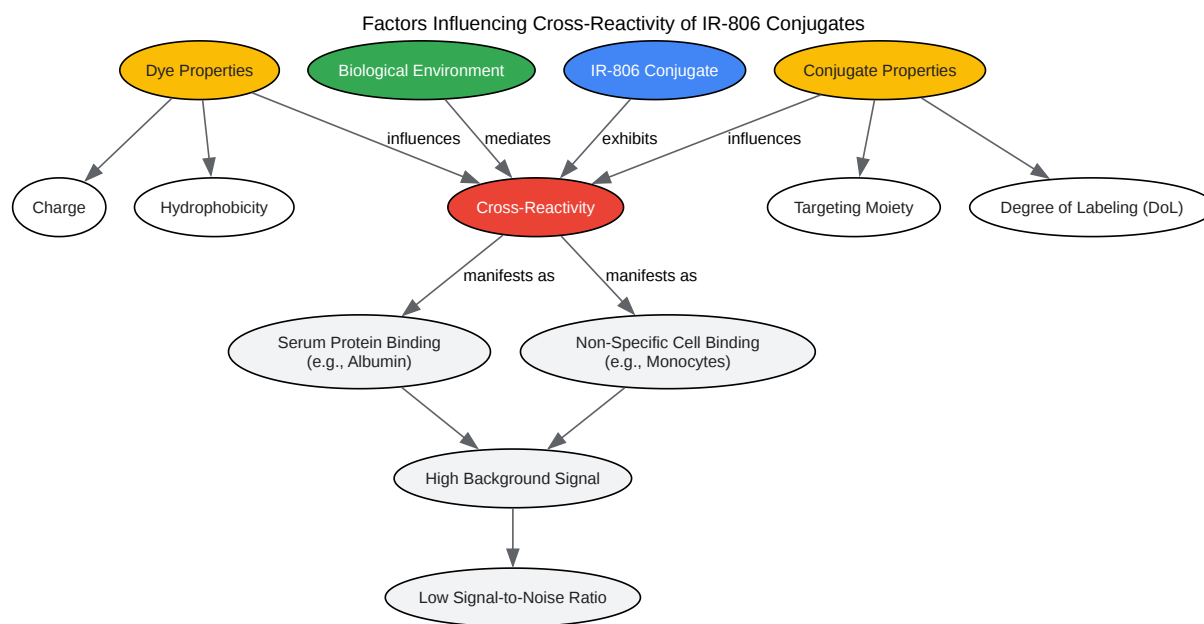 Factors Influencing Cross-Reactivity of IR-806 Conjugates
Dye Properties
Biological Environment
IR-806 Conjugate
Conjugate Properties
influences
mediates
exhibits
influences
Charge
Hydrophobicity
Cross-Reactivity
Targeting Moiety
Degree of Labeling (DoL)
manifests as
manifests as
Serum Protein Binding
(e.g., Albumin)
Non-Specific Cell Binding
(e.g., Monocytes)
High Background Signal
Low Signal-to-Noise Ratio